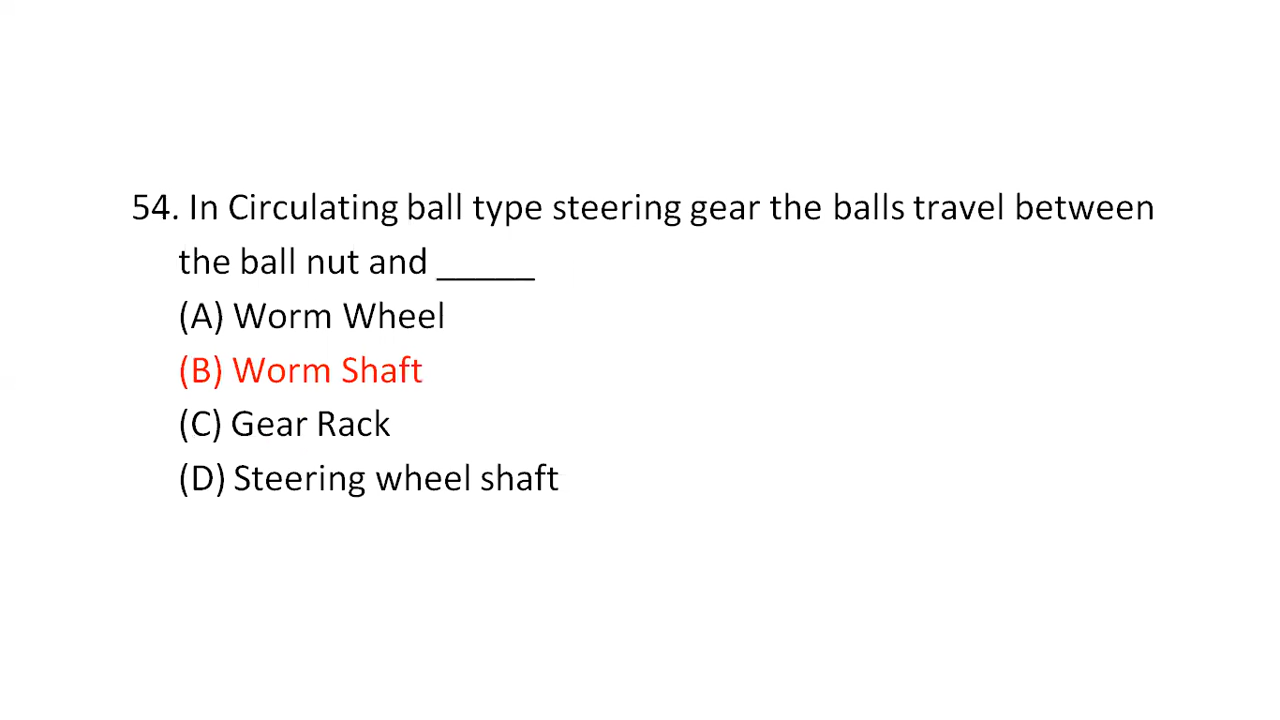 54. In Circulating ball type steering gear the balls travel between
the ball nut and _____
(A) Worm Wheel
(B) Worm Shaft
(C) Gear Rack
(D) Steering wheel shaft